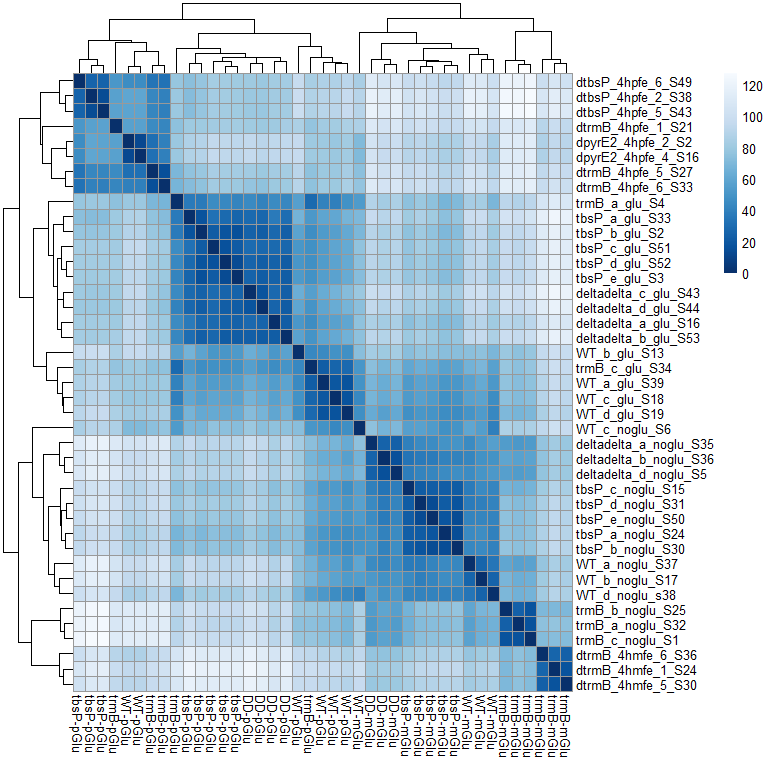 dtbsP_4hpfe_6_S49
dtbsP_4hpfe_2_S38
dtbsP_4hpfe_5_S43
dtrmB_4hpfe_1_S21
dpyrE2_4hpfe_2_S2
dpyrE2_4hpfe_4_S16
dtrmB_4hpfe_5_S27
dtrmB_4hpfe_6_S33
trmB_a_glu_S4
tbsP_a_glu_S33
tbsP_b_glu_S2
tbsP_c_glu_S51
tbsP_d_glu_S52
tbsP_e_glu_S3
deltadelta_c_glu_S43
deltadelta_d_glu_S44
deltadelta_a_glu_S16
deltadelta_b_glu_S53
WT_b_glu_S13
trmB_c_glu_S34
WT_a_glu_S39
WT_c_glu_S18
WT_d_glu_S19
WT_c_noglu_S6
deltadelta_a_noglu_S35
deltadelta_b_noglu_S36
deltadelta_d_noglu_S5
tbsP_c_noglu_S15
tbsP_d_noglu_S31
tbsP_e_noglu_S50
tbsP_a_noglu_S24
tbsP_b_noglu_S30
WT_a_noglu_S37
WT_b_noglu_S17
WT_d_noglu_s38
trmB_b_noglu_S25
trmB_a_noglu_S32
trmB_c_noglu_S1
dtrmB_4hmfe_6_S36
dtrmB_4hmfe_1_S24
dtrmB_4hmfe_5_S30
120
100
80
60
40
20
0
tbsP-pGlu
tbsP-pGlu
tbsP-pGlu
trmB-pGlu
WT-pGlu
WT-pGlu
trmB-pGlu
trmB-pGlu
trmB-pGlu
tbsP-pGlu
tbsP-pGlu
tbsP-pGlu
tbsP-pGlu
tbsP-pGlu
DD-pGlu
DD-pGlu
DD-pGlu
DD-pGlu
WT-pGlu
trmB-pGlu
WT-pGlu
WT-pGlu
WT-pGlu
WT-mGlu
DD-mGlu
DD-mGlu
DD-mGlu
tbsP-mGlu
tbsP-mGlu
tbsP-mGlu
tbsP-mGlu
tbsP-mGlu
WT-mGlu
WT-mGlu
WT-mGlu
trmB-mGlu
trmB-mGlu
trmB-mGlu
trmB-mGlu
trmB-mGlu
trmB-mGlu